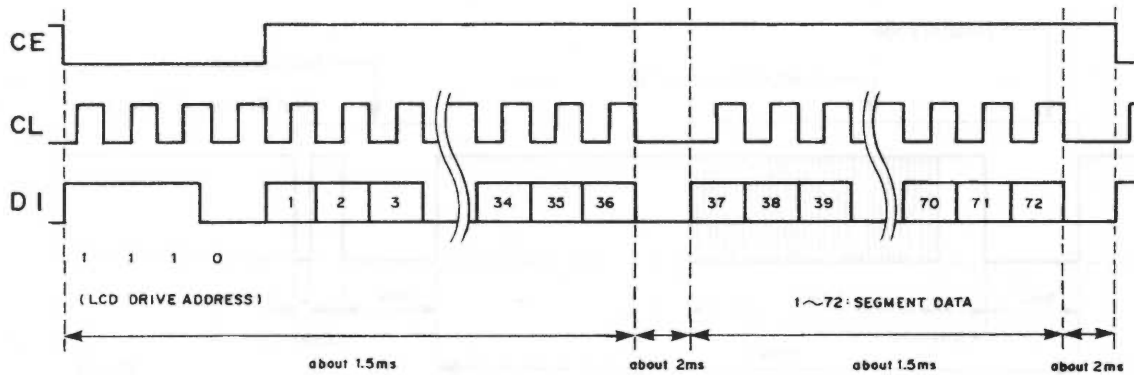 CE
CL
DI
1 2 3 34 35 36 37 38 39 70 71 72
1 1 1 0
(LCD DRIVE ADDRESS)
1~72: SEGMENT DATA
about 1.5ms about 2ms about 1.5ms about 2ms